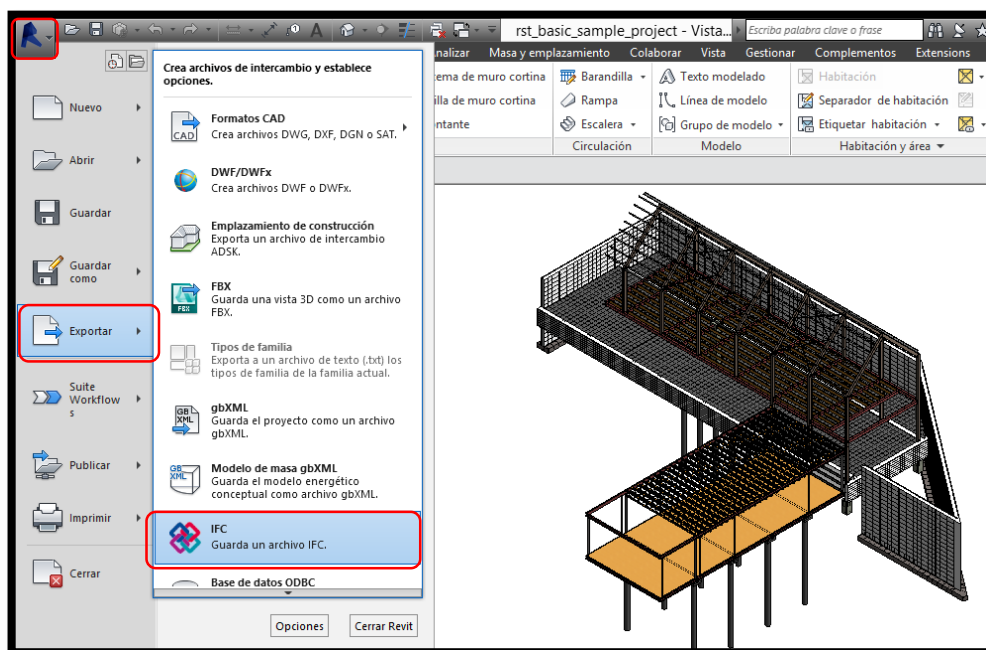 rst_basic_sample_project - Vista...
Escriba palabra clave o frase
Masa y emplazamiento Colaborar Vista Gestionar Complementos Extensions
Barandilla
Texto modelado
Habitación
Rampa
Línea de modelo
Separador de habitación
Escalera
Grupo de modelo
Etiquetar habitación
Circulación
Modelo
Habitación y área
de muro cortina
de muro cortina
Nuevo
Abrir
Guardar
Guardar
como
Exportar
Suite
Workflow
s
Publicar
Imprimir
Cerrar
Crea archivos de intercambio y establece
opciones.
CAD
Formatos CAD
Crea archivos DWG, DXF, DGN o SAT.
DWF/DWFx
Crea archivos DWF o DWFx.
Emplazamiento de construcción
Exporta un archivo de intercambio
ADSK.
FBX
FBX
Guarda una vista 3D como un archivo
FBX.
Tipos de familia
Exporta a un archivo de texto (.txt) los
tipos de familia de la familia actual.
GB
XML
gbXML
Guarda el proyecto como un archivo
gbXML.
GB
XML
Modelo de masa gbXML
Guarda el modelo energético
conceptual como archivo gbXML.
IFC
Guarda un archivo IFC.
Base de datos ODBC
Opciones
Cerrar Revit